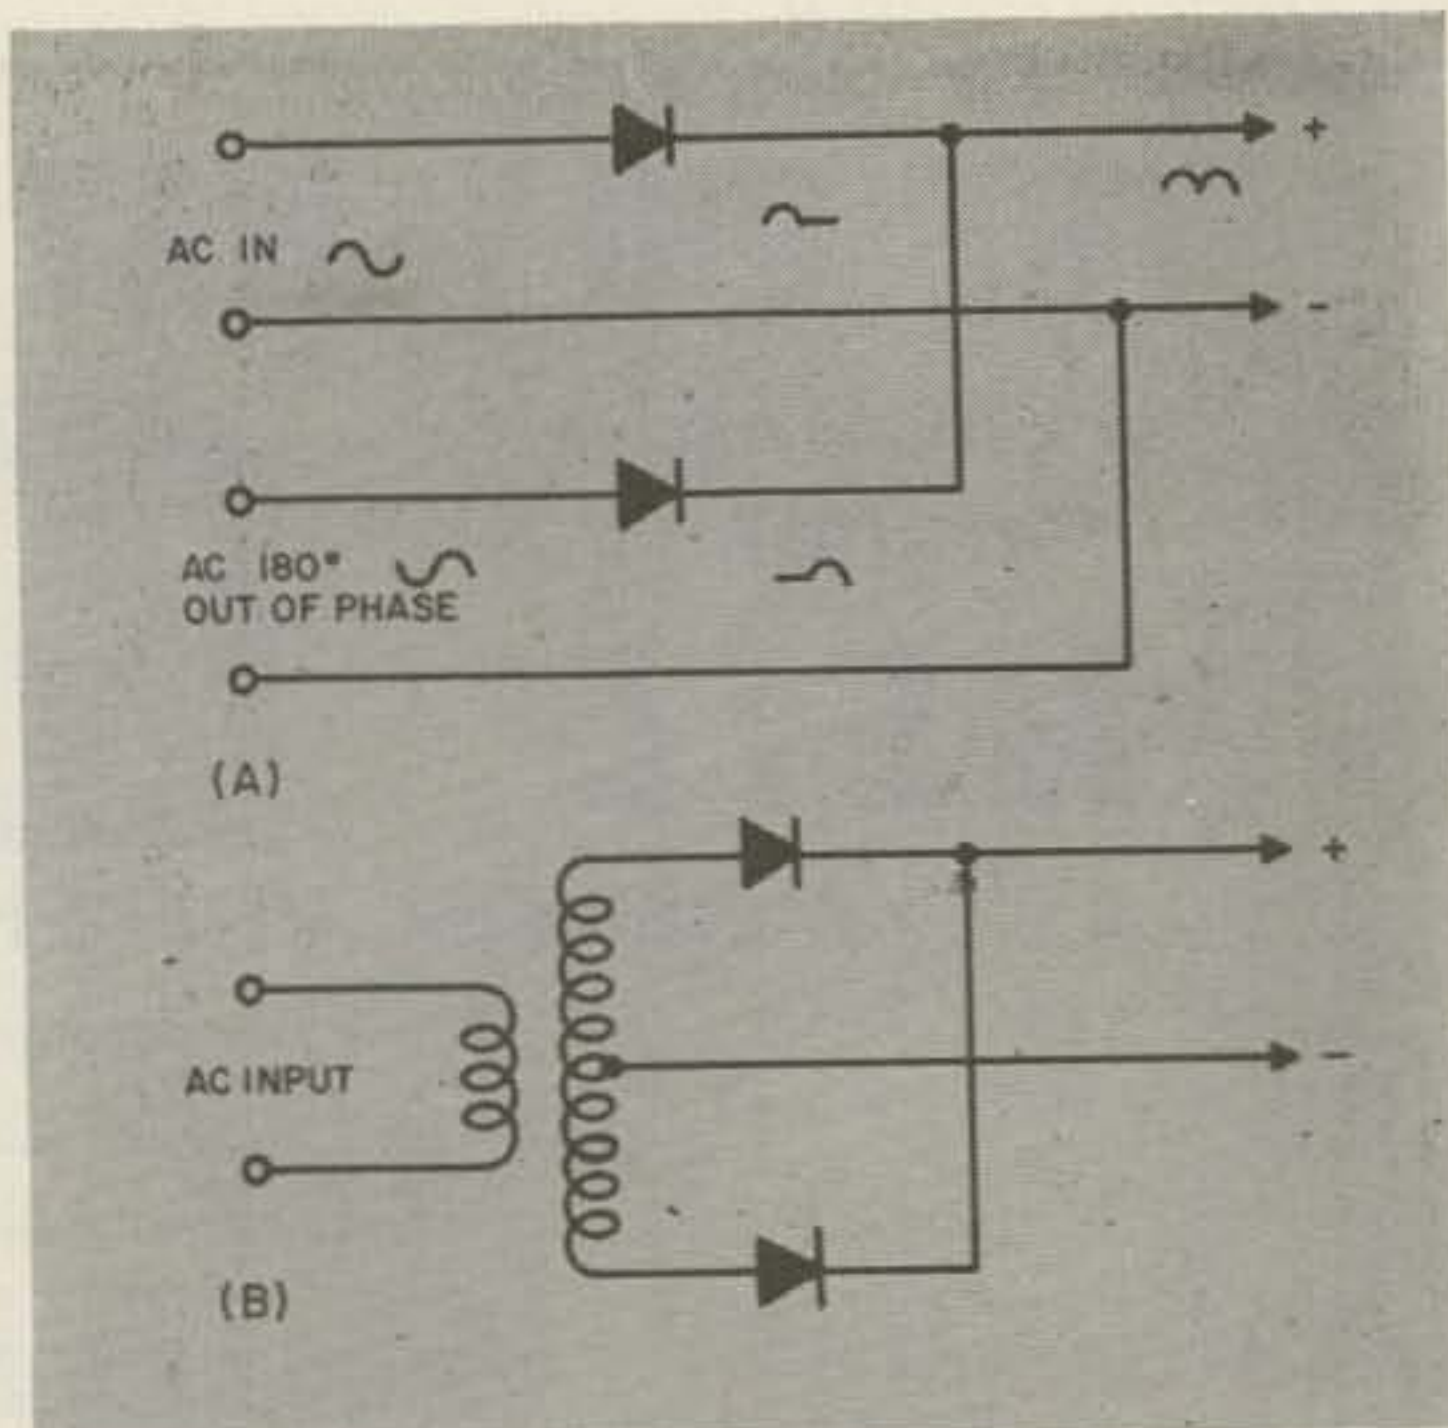 +
AC IN
-
AC 180°
OUT OF PHASE
(A)
+
AC INPUT
-
(B)